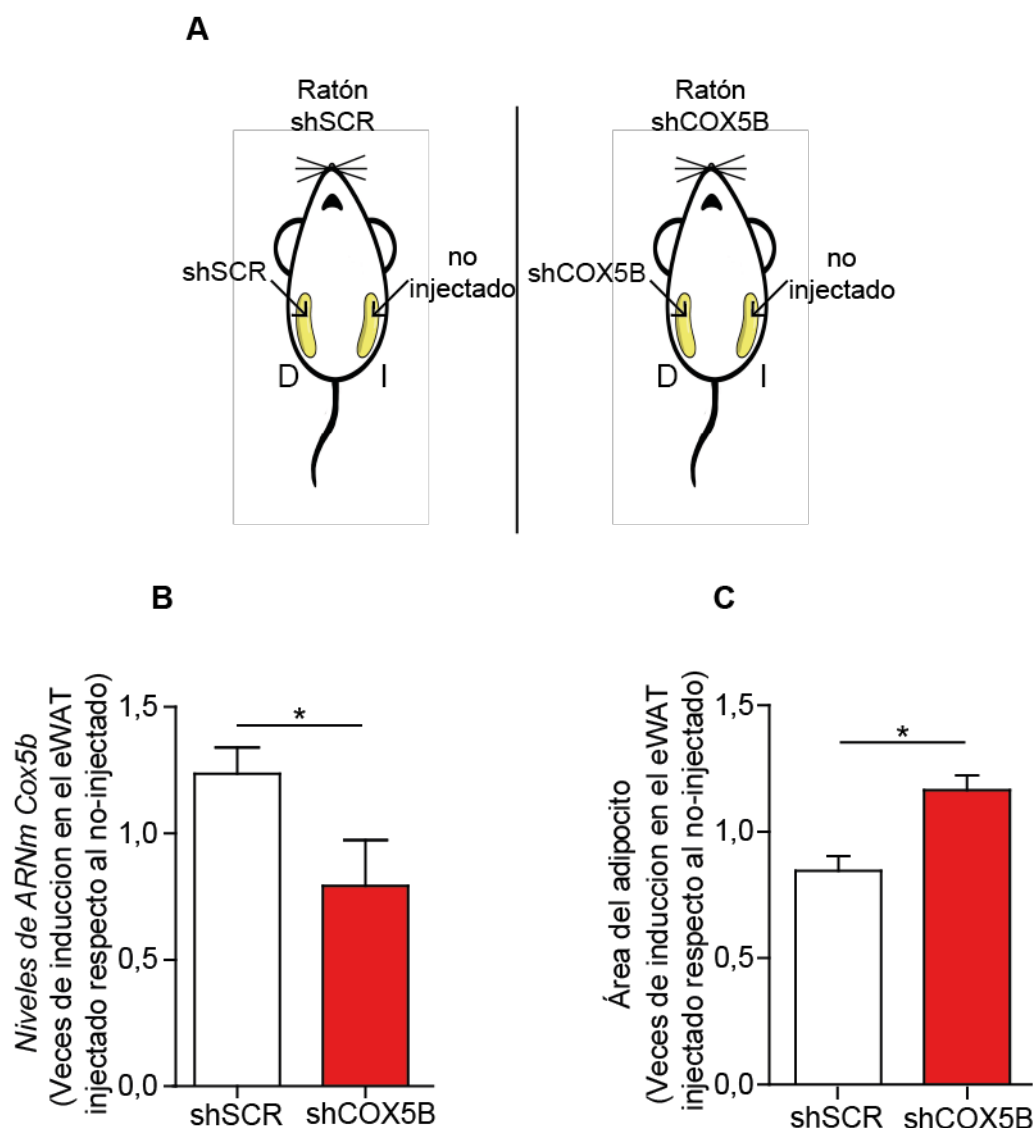 A
Ratón
shSCR
Ratón
shCOX5B
shSCR
no
injectado
shCOX5B
no
injectado
D
I
D
I
B
Niveles de ARNm Cox5b
(Veces de induccion en el eWAT
injectado respecto al no-injectado)
1,5
1,0
0,5
0,0
*
shSCR
shCOX5B
C
Área del adipocito
(Veces de induccion en el eWAT
injectado respecto al no-injectado)
1,5
1,0
0,5
0,0
*
shSCR
shCOX5B